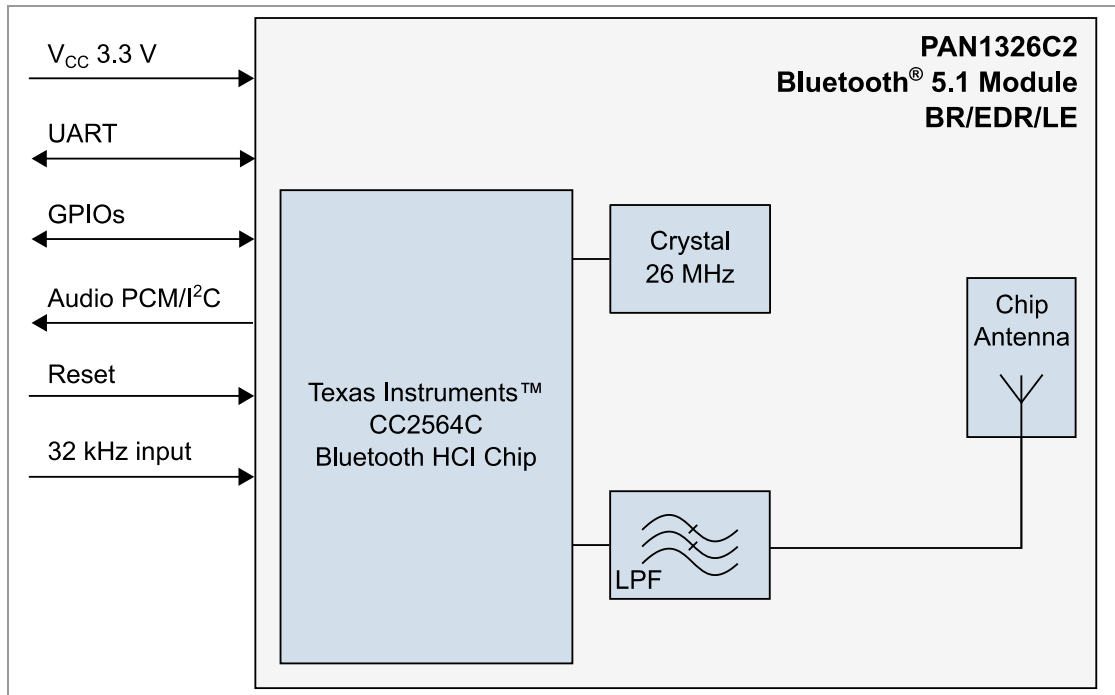 V_CC 3.3 V
UART
GPIOs
Audio PCM/I²C
Reset
32 kHz input
PAN1326C2
Bluetooth® 5.1 Module
BR/EDR/LE
Crystal
26 MHz
Chip
Antenna
Texas Instruments™
CC2564C
Bluetooth HCI Chip
LPF